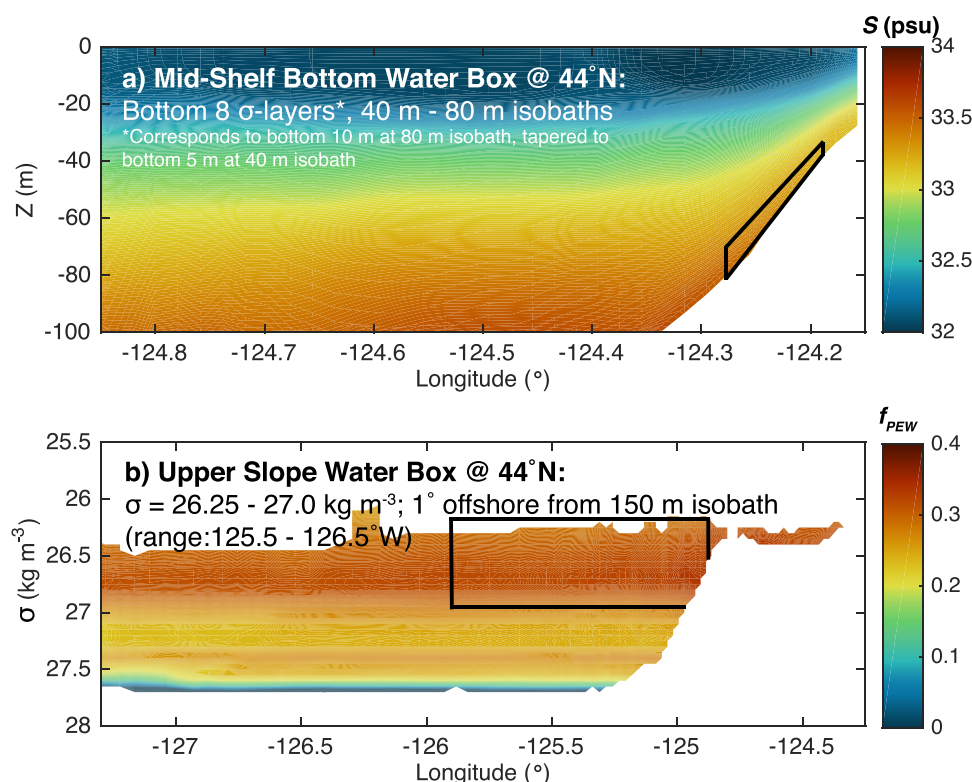 S (psu)
a) Mid-Shelf Bottom Water Box @ 44°N:
Bottom 8 σ-layers*, 40 m - 80 m isobaths
*Corresponds to bottom 10 m at 80 m isobath, tapered to
bottom 5 m at 40 m isobath
Z (m)
0
-20
-40
-60
-80
-100
-124.8
-124.7
-124.6
-124.5
-124.4
-124.3
-124.2
Longitude (°)
34
33.5
33
32.5
32
f_PEW
b) Upper Slope Water Box @ 44°N:
σ = 26.25 - 27.0 kg m⁻³; 1° offshore from 150 m isobath
(range:125.5 - 126.5°W)
σ (kg m⁻³)
25.5
26
26.5
27
27.5
28
-127
-126.5
-126
-125.5
-125
-124.5
Longitude (°)
0.4
0.3
0.2
0.1
0